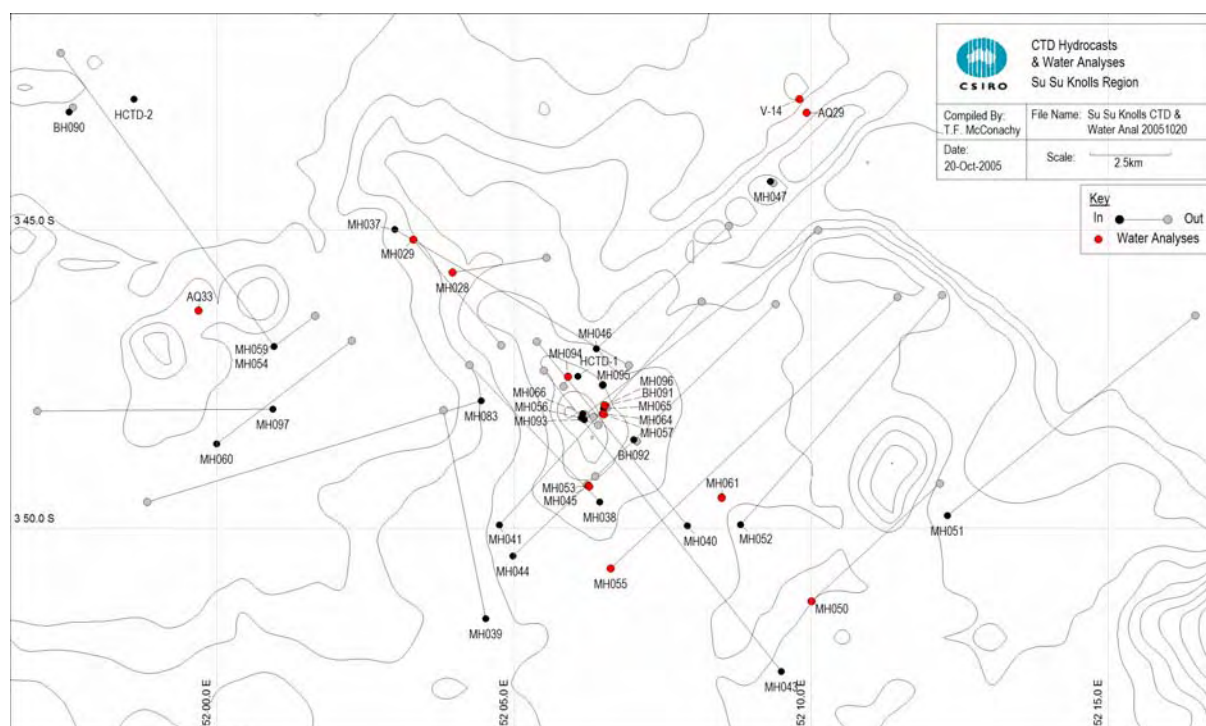 CSIRO
CTD Hydrocasts
& Water Analyses
Su Su Knolls Region
Compiled By:
T.F. McConachy
File Name: Su Su Knolls CTD &
Water Anal 20051020
Date:
20-Oct-2005
Scale:
2.5km
Key
In
Out
Water Analyses
BH090
HCTD-2
V-14
AQ29
MH047
3 45.0 S
MH037
MH029
MH028
AQ33
MH059
MH054
MH046
HCTD-1
MH094
MH095
MH096
BH091
MH066
MH065
MH056
MH064
MH093
MH057
BH092
MH083
MH097
MH060
MH053
MH045
MH038
MH061
3 50.0 S
MH041
MH040
MH052
MH051
MH044
MH055
MH050
MH039
MH043
52 00.0 E
52 05.0 E
52 10.0 E
52 15.0 E